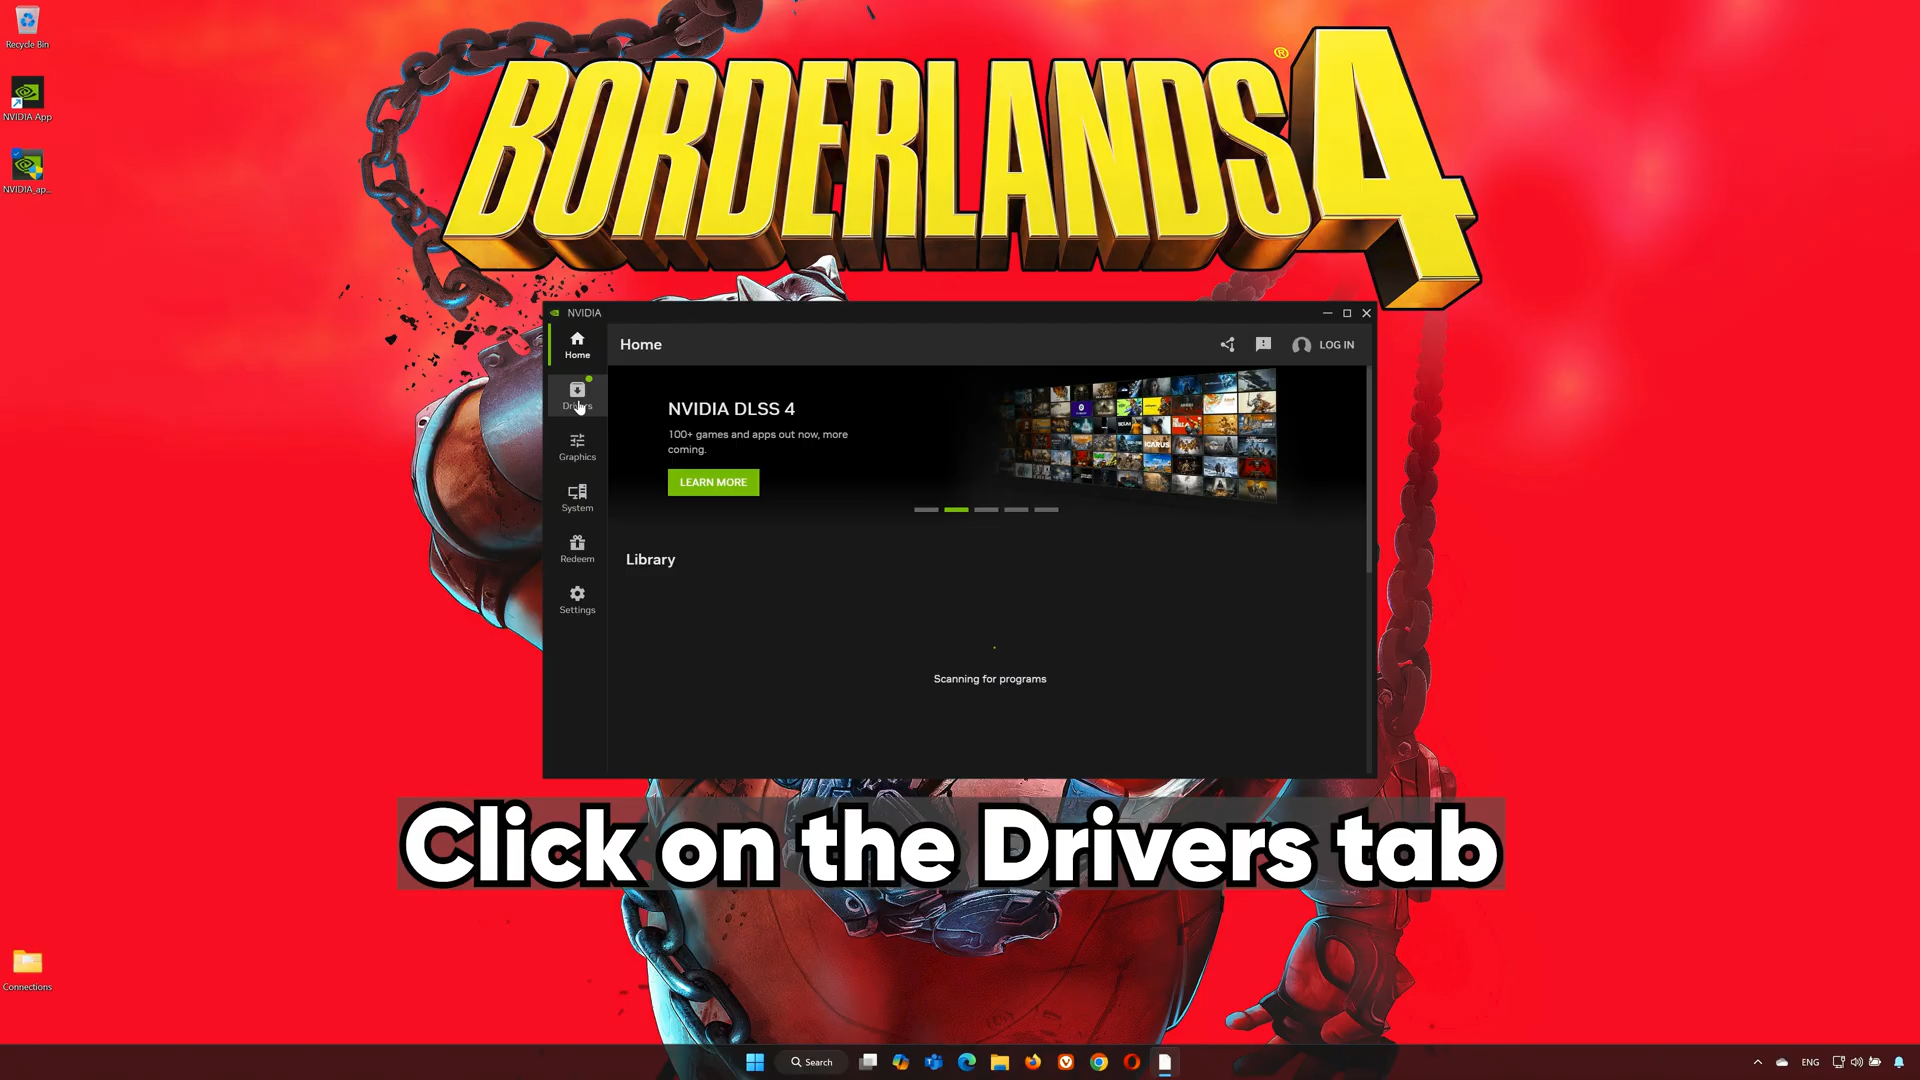 Recycle Bin
NVIDIA App
NVIDIA_ap...
Connections
BORDERLANDS 4
®
NVIDIA
Home
Drivers
Graphics
System
Redeem
Settings
Home
LOG IN
NVIDIA DLSS 4
100+ games and apps out now, more
coming.
LEARN MORE
ICARUS
Library
Scanning for programs
Click on the Drivers tab
Search
ENG